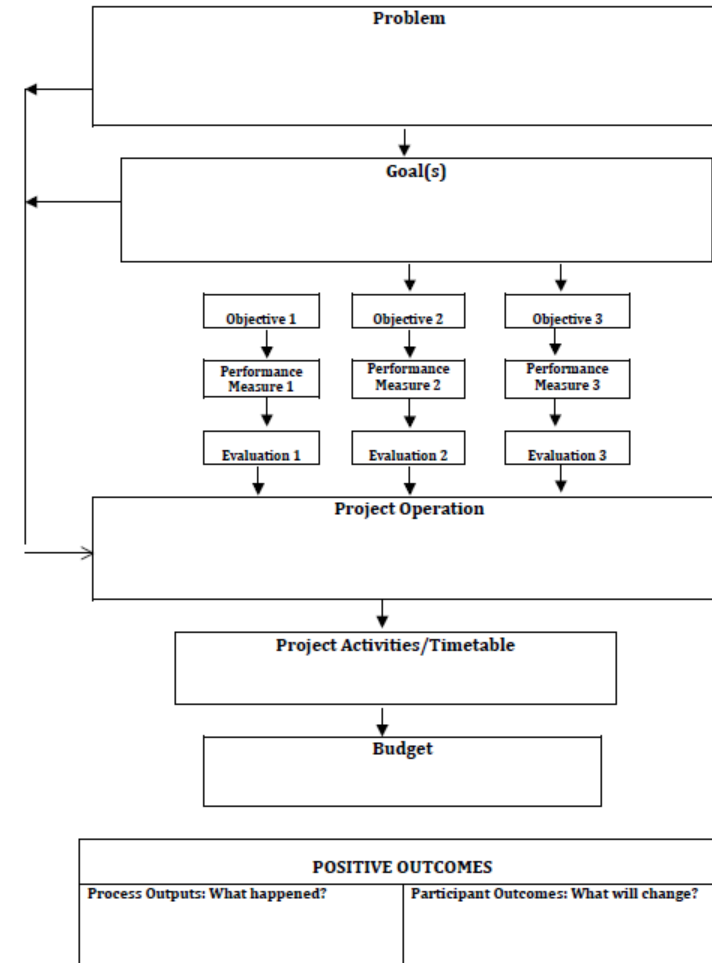 Problem
Goal(s)
Objective 1
Objective 2
Objective 3
Performance
Measure 1
Performance
Measure 2
Performance
Measure 3
Evaluation 1
Evaluation 2
Evaluation 3
Project Operation
Project Activities/Timetable
Budget
POSITIVE OUTCOMES
Process Outputs: What happened?
Participant Outcomes: What will change?